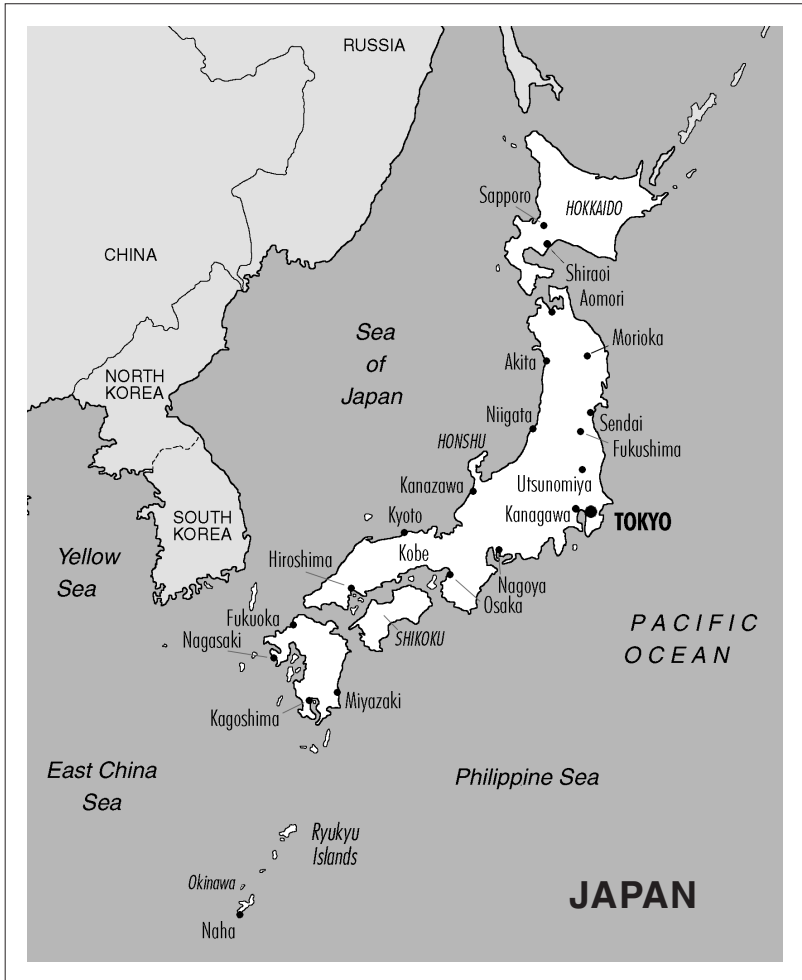 RUSSIA
Sapporo
HOKKAIDO
CHINA
Shiraoi
Aomori
Sea
of
Japan
Morioka
Akita
NORTH
KOREA
Niigata
Sendai
HONSHU
Fukushima
Kanazawa
Utsunomiya
SOUTH
KOREA
Kyoto
Kanagawa
TOKYO
Yellow
Sea
Hiroshima
Kobe
Nagoya
Osaka
Fukuoka
Nagasaki
SHIKOKU
PACIFIC
OCEAN
Kagoshima
Miyazaki
East China
Sea
Philippine Sea
Ryukyu
Islands
Okinawa
JAPAN
Naha